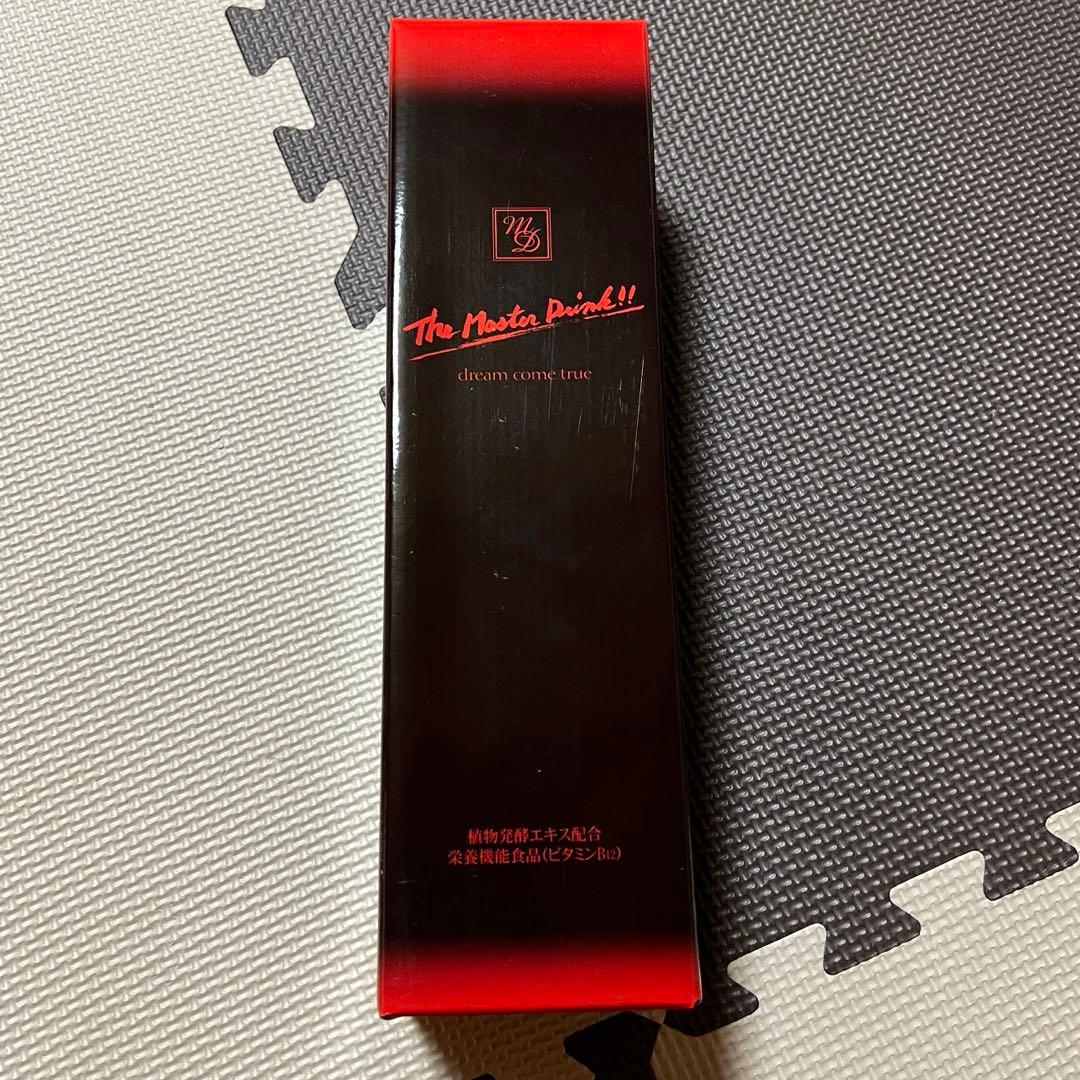 MD
The Master Drink!!
dream come true
植物発酵エキス配合
栄養機能食品(ビタミンB12)